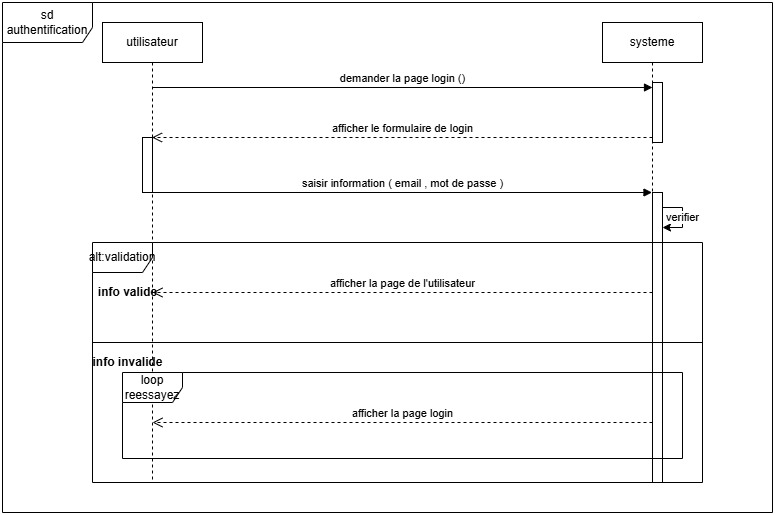 sd
authentification
utilisateur
systeme
demander la page login ()
afficher le formulaire de login
saisir information ( email , mot de passe )
verifier
alt:validation
afficher la page de l'utilisateur
info valide
info invalide
loop
reessayez
afficher la page login